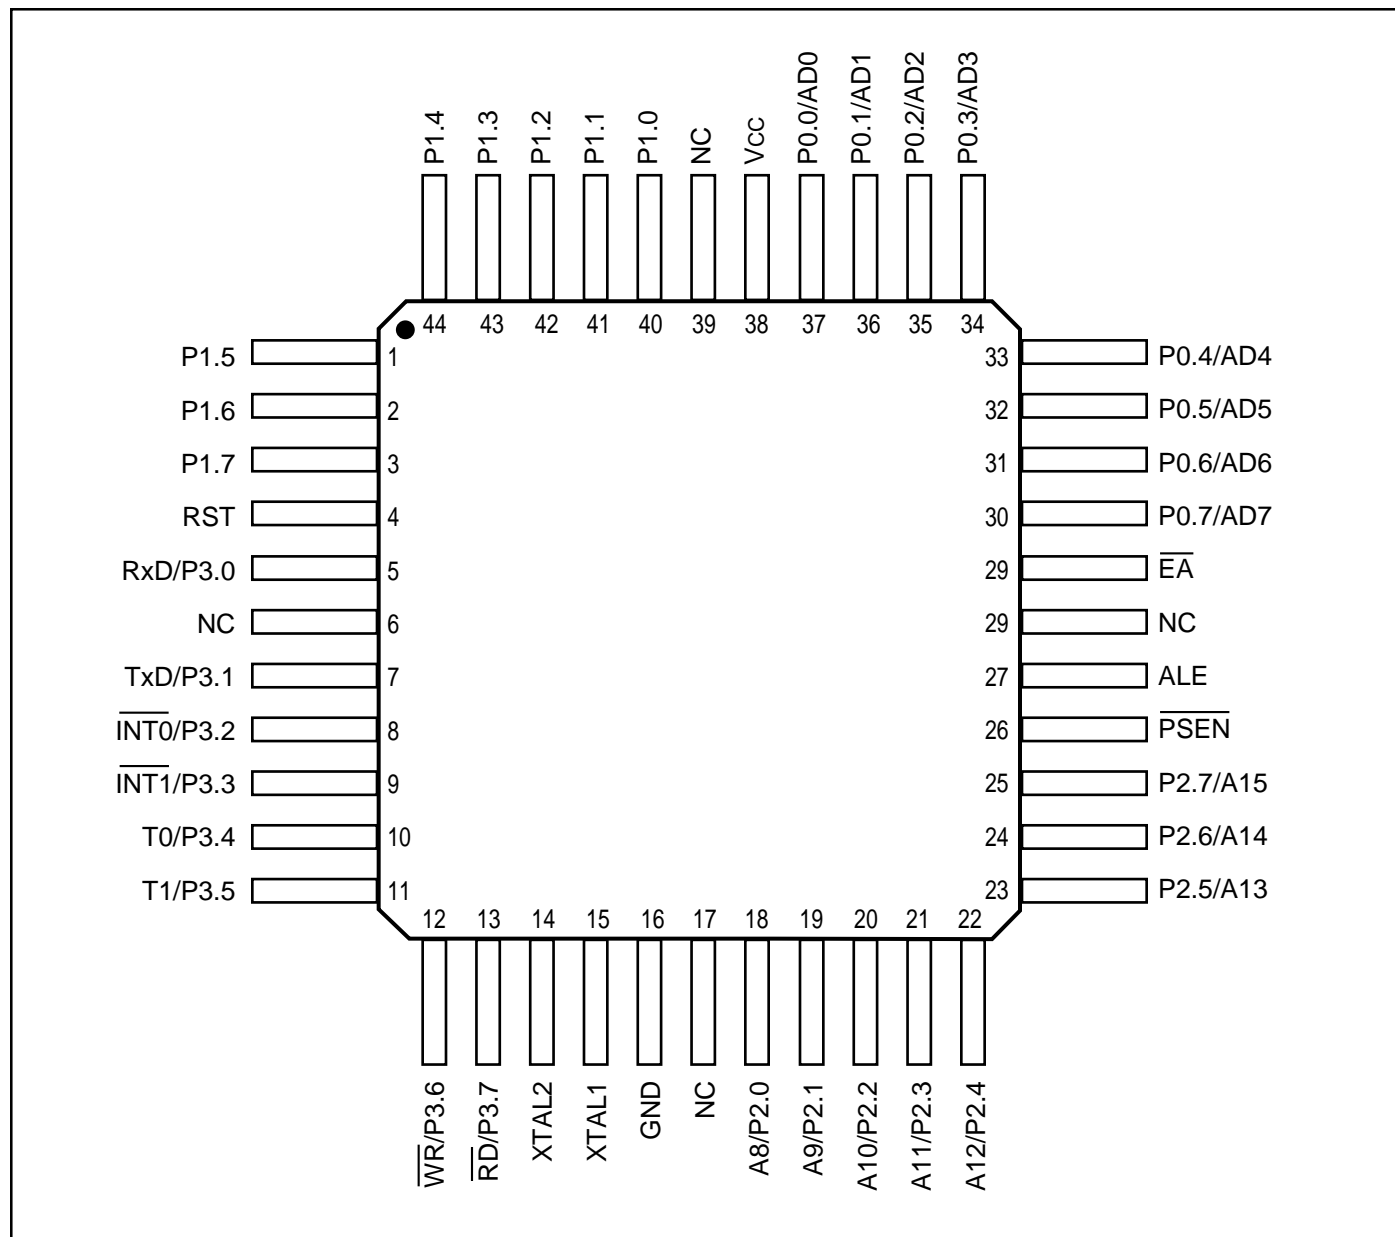 P1.4
P1.3
P1.2
P1.1
P1.0
NC
VCC
P0.0/AD0
P0.1/AD1
P0.2/AD2
P0.3/AD3
44
43
42
41
40
39
38
37
36
35
34
P1.5 1
P1.6 2
P1.7 3
RST 4
RxD/P3.0 5
NC 6
TxD/P3.1 7
I̅N̅T̅0̅/P3.2 8
I̅N̅T̅1̅/P3.3 9
T0/P3.4 10
T1/P3.5 11
33 P0.4/AD4
32 P0.5/AD5
31 P0.6/AD6
30 P0.7/AD7
29 E̅A̅
29 NC
27 ALE
26 P̅S̅E̅N̅
25 P2.7/A15
24 P2.6/A14
23 P2.5/A13
12
13
14
15
16
17
18
19
20
21
22
W̅R̅/P3.6
R̅D̅/P3.7
XTAL2
XTAL1
GND
NC
A8/P2.0
A9/P2.1
A10/P2.2
A11/P2.3
A12/P2.4